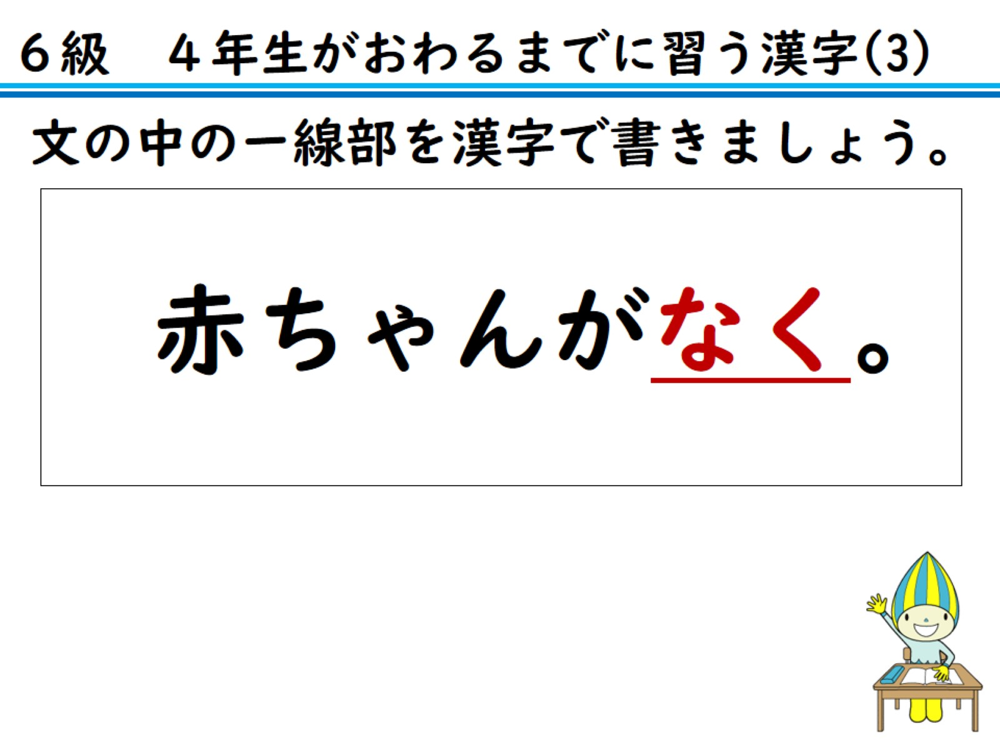 ６級　４年生がおわるまでに習う漢字(3)
文の中の一線部を漢字で書きましょう。
赤ちゃんがなく。